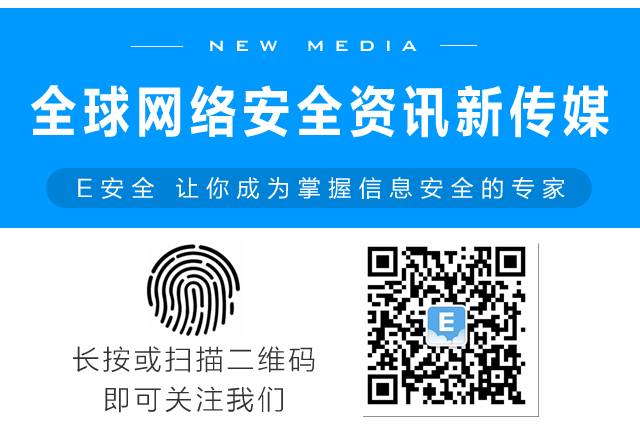 NEW MEDIA
全球网络安全资讯新传媒
E安全 让你成为掌握信息安全的专家
长按或扫描二维码
即可关注我们
E